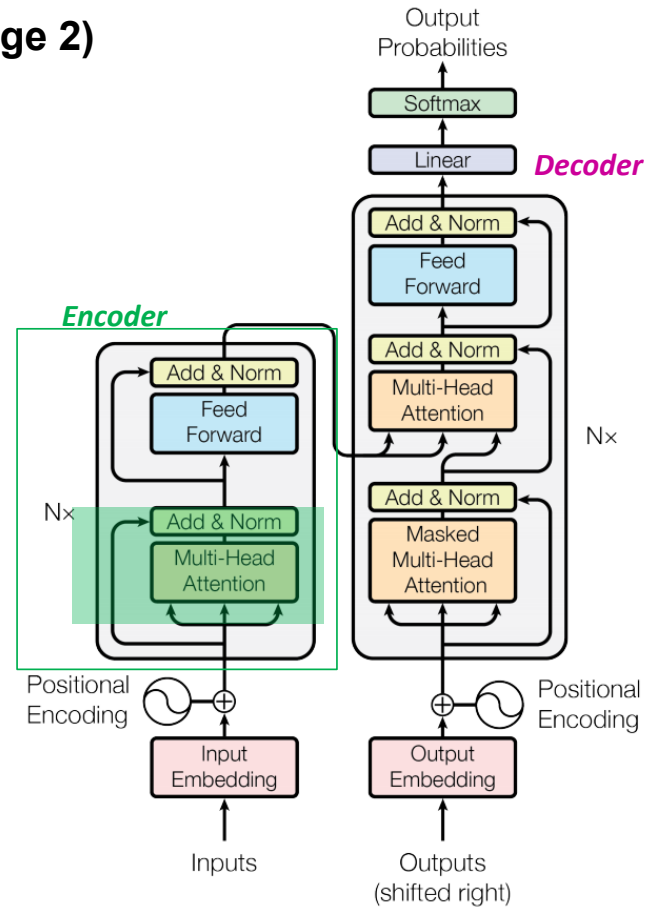 ge 2)
Output
Probabilities
Softmax
Linear
Decoder
Add & Norm
Feed
Forward
Add & Norm
Multi-Head
Attention
N×
Add & Norm
Masked
Multi-Head
Attention
Encoder
Add & Norm
Feed
Forward
Nx
Add & Norm
Multi-Head
Attention
Positional
Encoding
Positional
Encoding
Input
Embedding
Output
Embedding
Inputs
Outputs
(shifted right)